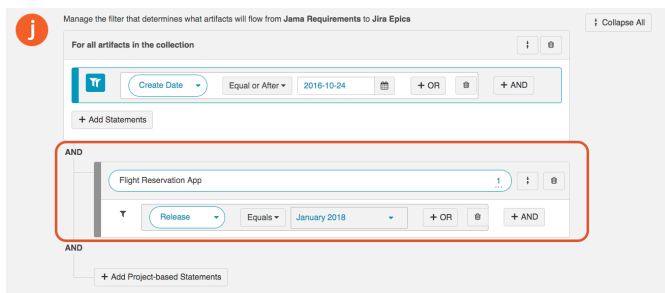 j
Manage the filter that determines what artifacts will flow from Jama Requirements to Jira Epics
Collapse All
For all artifacts in the collection
Create Date Equal or After 2016-10-24 + OR + AND
+ Add Statements
AND
Flight Reservation App 1
Release Equals January 2018 + OR + AND
AND
+ Add Project-based Statements